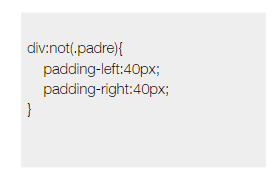 div:not(.padre){
padding-left:40px;
padding-right:40px;
}